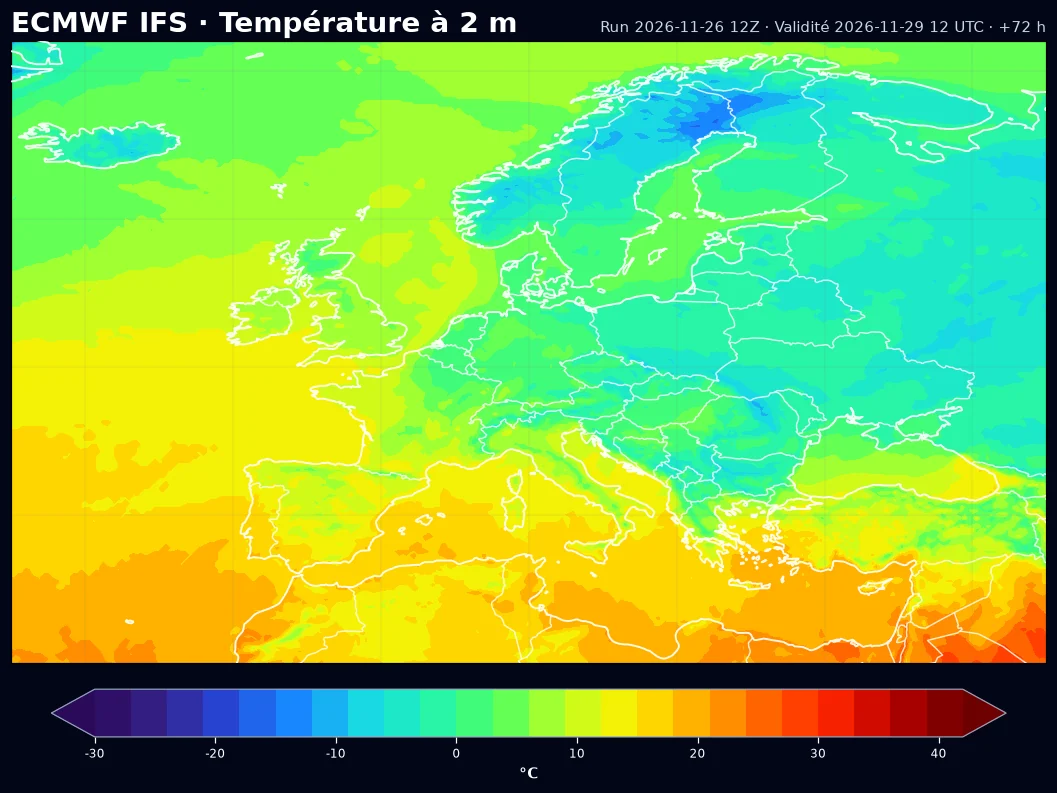 ECMWF IFS · Température à 2 m
Run 2026-11-26 12Z · Validité 2026-11-29 12 UTC · +72 h
-30 -20 -10 0 10 20 30 40
°C